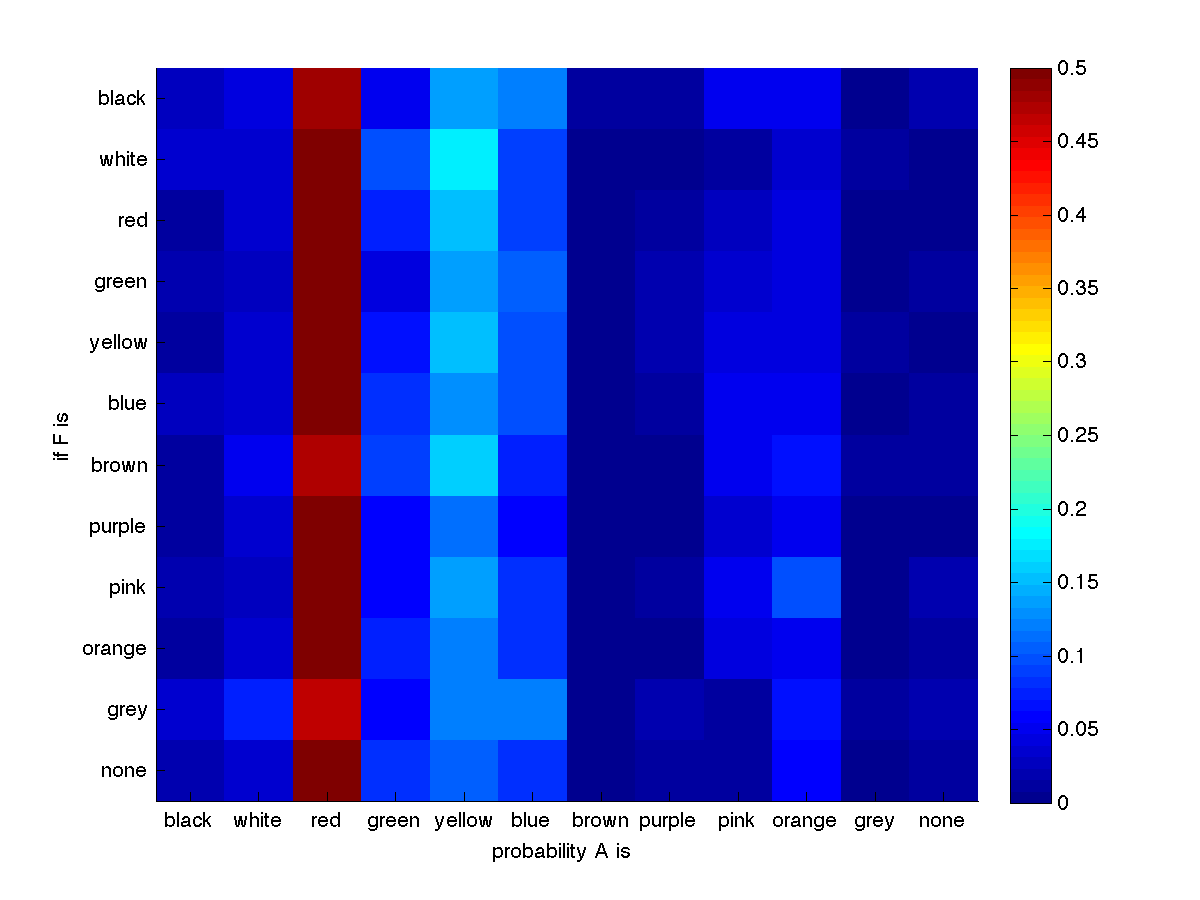 black
white
red
green
yellow
blue
brown
purple
pink
orange
grey
none
if F is
black white red green yellow blue brown purple pink orange grey none
probability A is
0.5
0.45
0.4
0.35
0.3
0.25
0.2
0.15
0.1
0.05
0